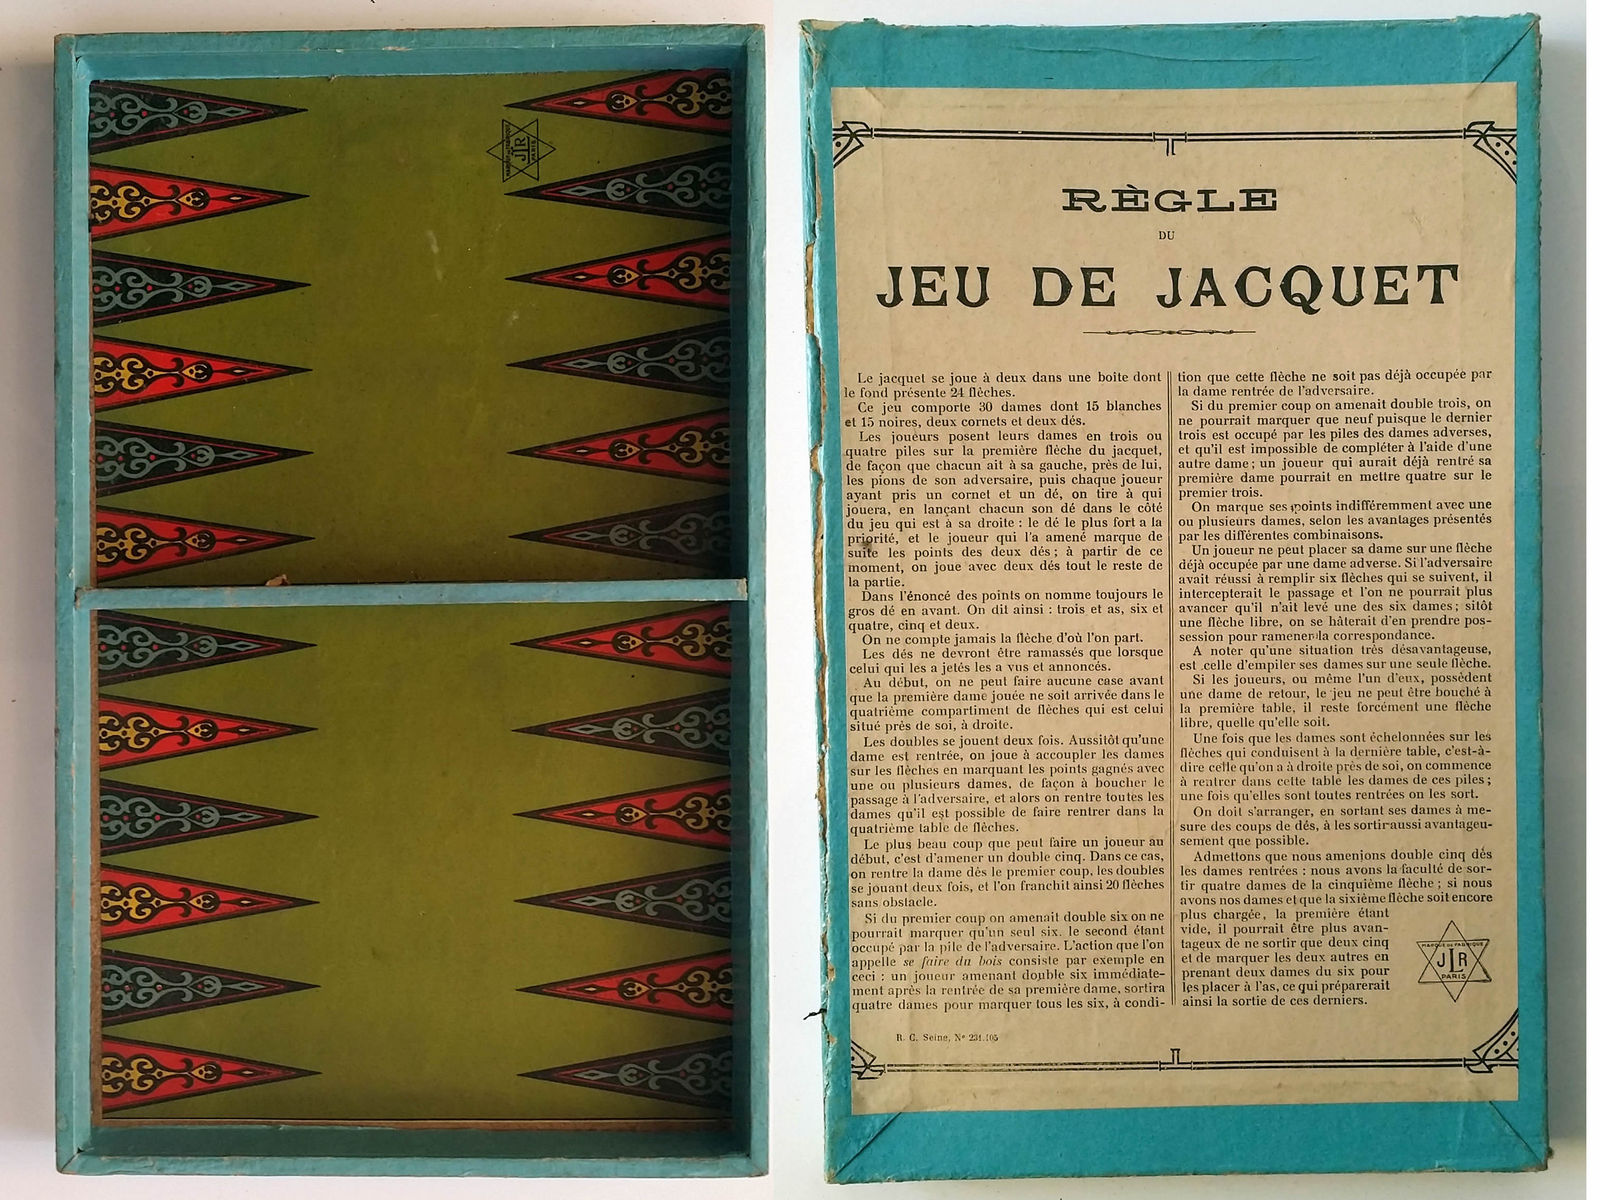 MARQUE DE FABRIQUE
JLR
PARIS
RÈGLE
DU
JEU DE JACQUET
Le jacquet se joue à deux dans une boite dont
le fond présente 24 flèches.
Ce jeu comporte 30 dames dont 15 blanches
et 15 noires, deux cornets et deux dés.
Les joueurs posent leurs dames en trois ou
quatre piles sur la première flèche du jacquet,
de façon que chacun ait à sa gauche, près de lui,
les pions de son adversaire, puis chaque joueur
ayant pris un cornet et un dé, on tire à qui
jouera, en lançant chacun son dé dans le côté
du jeu qui est à sa droite : le dé le plus fort a la
priorité, et le joueur qui l'a amené marque de
suite les points des deux dés ; à partir de ce
moment, on joue avec deux dés tout le reste de
la partie.
Dans l'énoncé des points on nomme toujours le
gros dé en avant. On dit ainsi : trois et as, six et
quatre, cinq et deux.
On ne compte jamais la flèche d'où l'on part.
Les dés ne devront être ramassés que lorsque
celui qui les a jetés les a vus et annoncés.
Au début, on ne peut faire aucune case avant
que la première dame jouée ne soit arrivée dans le
quatrième compartiment de flèches qui est celui
situé près de soi, à droite.
Les doubles se jouent deux fois. Aussitôt qu'une
dame est rentrée, on joue à accoupler les dames
sur les flèches en marquant les points gagnés avec
une ou plusieurs dames, de façon à boucher le
passage à l'adversaire, et alors on rentre toutes les
dames qu'il est possible de faire rentrer dans la
quatrième table de flèches.
Le plus beau coup que peut faire un joueur au
début, c'est d'amener un double cinq. Dans ce cas,
on rentre la dame dès le premier coup, les doubles
se jouant deux fois, et l'on franchit ainsi 20 flèches
sans obstacle.
Si du premier coup on amenait double six on ne
pourrait marquer qu'un seul six, le second étant
occupé par la pile de l'adversaire. L'action que l'on
appelle se faire du bois consiste par exemple en
ceci : un joueur amenant double six immédiate-
ment après la rentrée de sa première dame, sortira
quatre dames pour marquer tous les six, à condi-
tion que cette flèche ne soit pas déjà occupée par
la dame rentrée de l'adversaire.
Si du premier coup on amenait double trois, on
ne pourrait marquer que neuf puisque le dernier
trois est occupé par les piles des dames adverses,
et qu'il est impossible de compléter à l'aide d'une
autre dame ; un joueur qui aurait déjà rentré sa
première dame pourrait en mettre quatre sur le
premier trois.
On marque ses points indifféremment avec une
ou plusieurs dames, selon les avantages présentés
par les différentes combinaisons.
Un joueur ne peut placer sa dame sur une flèche
déjà occupée par une dame adverse. Si l'adversaire
avait réussi à remplir six flèches qui se suivent, il
intercepterait le passage et l'on ne pourrait plus
avancer qu'il n'ait levé une des six dames ; sitôt
une flèche libre, on se hâterait d'en prendre pos-
session pour ramener la correspondance.
A noter qu'une situation très désavantageuse,
est celle d'empiler ses dames sur une seule flèche.
Si les joueurs, ou même l'un d'eux, possèdent
une dame de retour, le jeu ne peut être bouché à
la première table, il reste forcément une flèche
libre, quelle qu'elle soit.
Une fois que les dames sont échelonnées sur les
flèches qui conduisent à la dernière table, c'est-à-
dire celle qu'on a à droite près de soi, on commence
à rentrer dans cette table les dames de ces piles ;
une fois qu'elles sont toutes rentrées on les sort.
On doit s'arranger, en sortant ses dames à me-
sure des coups de dés, à les sortir aussi avantageu-
sement que possible.
Admettons que nous amenions double cinq dès
les dames rentrées : nous avons la faculté de sor-
tir quatre dames de la cinquième flèche ; si nous
avons nos dames et que la sixième flèche soit encore
plus chargée, la première étant
vide, il pourrait être plus avan-
tageux de ne sortir que deux cinq
et de marquer les deux autres en
prenant deux dames du six pour
les placer à l'as, ce qui préparerait
ainsi la sortie de ces derniers.
MARQUE DE FABRIQUE
JLR
PARIS
R. C. Seine, Nº 231.105